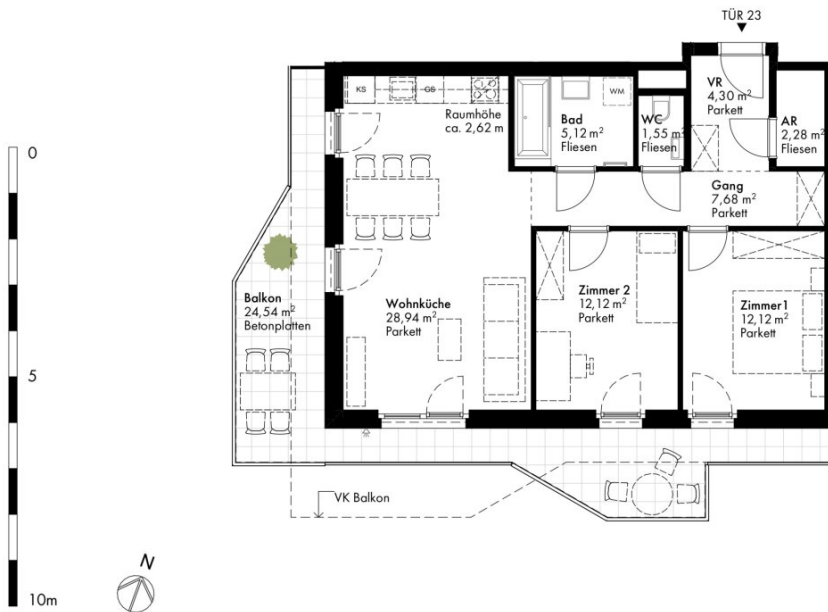 TÜR 23
KS
GS
Raumhöhe
ca. 2,62 m
Bad
5,12 m²
Fliesen
WM
WC
1,55 m²
Fliesen
VR
4,30 m²
Parkett
AR
2,28 m²
Fliesen
Gang
7,68 m²
Parkett
Balkon
24,54 m²
Betonplatten
Wohnküche
28,94 m²
Parkett
Zimmer 2
12,12 m²
Parkett
Zimmer1
12,12 m²
Parkett
VK Balkon
0
5
10m
N